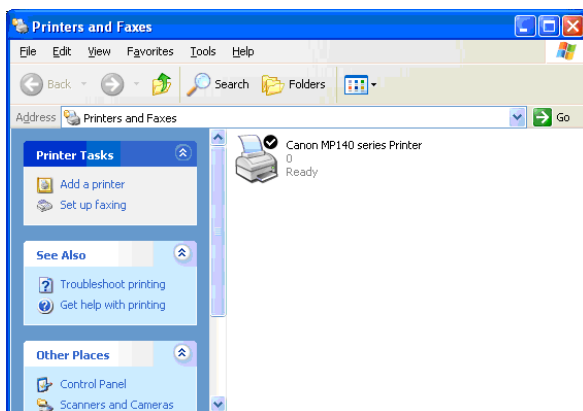 Printers and Faxes
File Edit View Favorites Tools Help
Back Search Folders
Address Printers and Faxes Go
Printer Tasks
Add a printer
Set up faxing
See Also
Troubleshoot printing
Get help with printing
Other Places
Control Panel
Scanners and Cameras
Canon MP140 series Printer
0
Ready